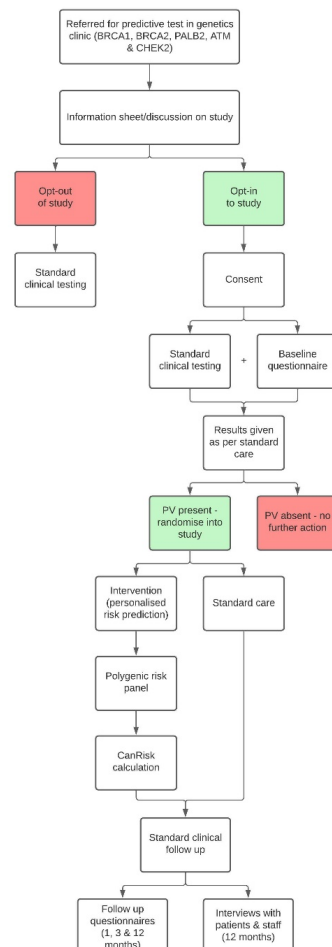 Referred for predictive test in genetics
clinic (BRCA1, BRCA2, PALB2, ATM
& CHEK2)
Information sheet/discussion on study
Opt-out
of study
Opt-in
to study
Standard
clinical testing
Consent
Standard
clinical testing
+
Baseline
questionnaire
Results given
as per standard
care
PV present -
randomise into
study
PV absent - no
further action
Intervention
(personalised
risk prediction)
Standard care
Polygenic risk
panel
CanRisk
calculation
Standard clinical
follow up
Follow up
questionnaires
(1, 3 & 12
months)
Interviews with
patients & staff
(12 months)